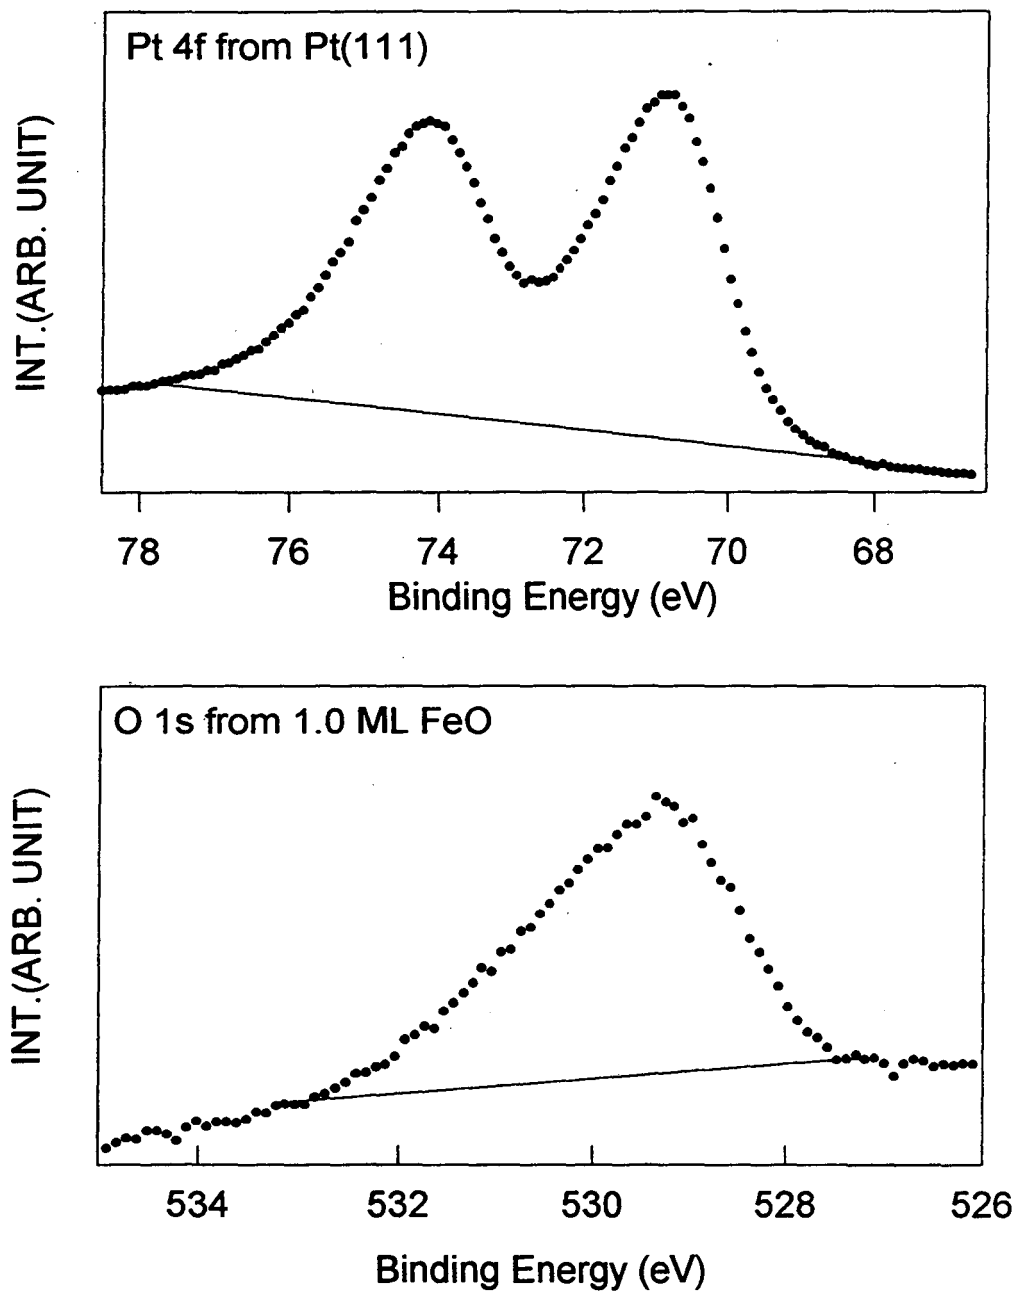 Pt 4f from Pt(111)
INT.(ARB. UNIT)
78 76 74 72 70 68
Binding Energy (eV)
O 1s from 1.0 ML FeO
INT.(ARB. UNIT)
534 532 530 528 526
Binding Energy (eV)